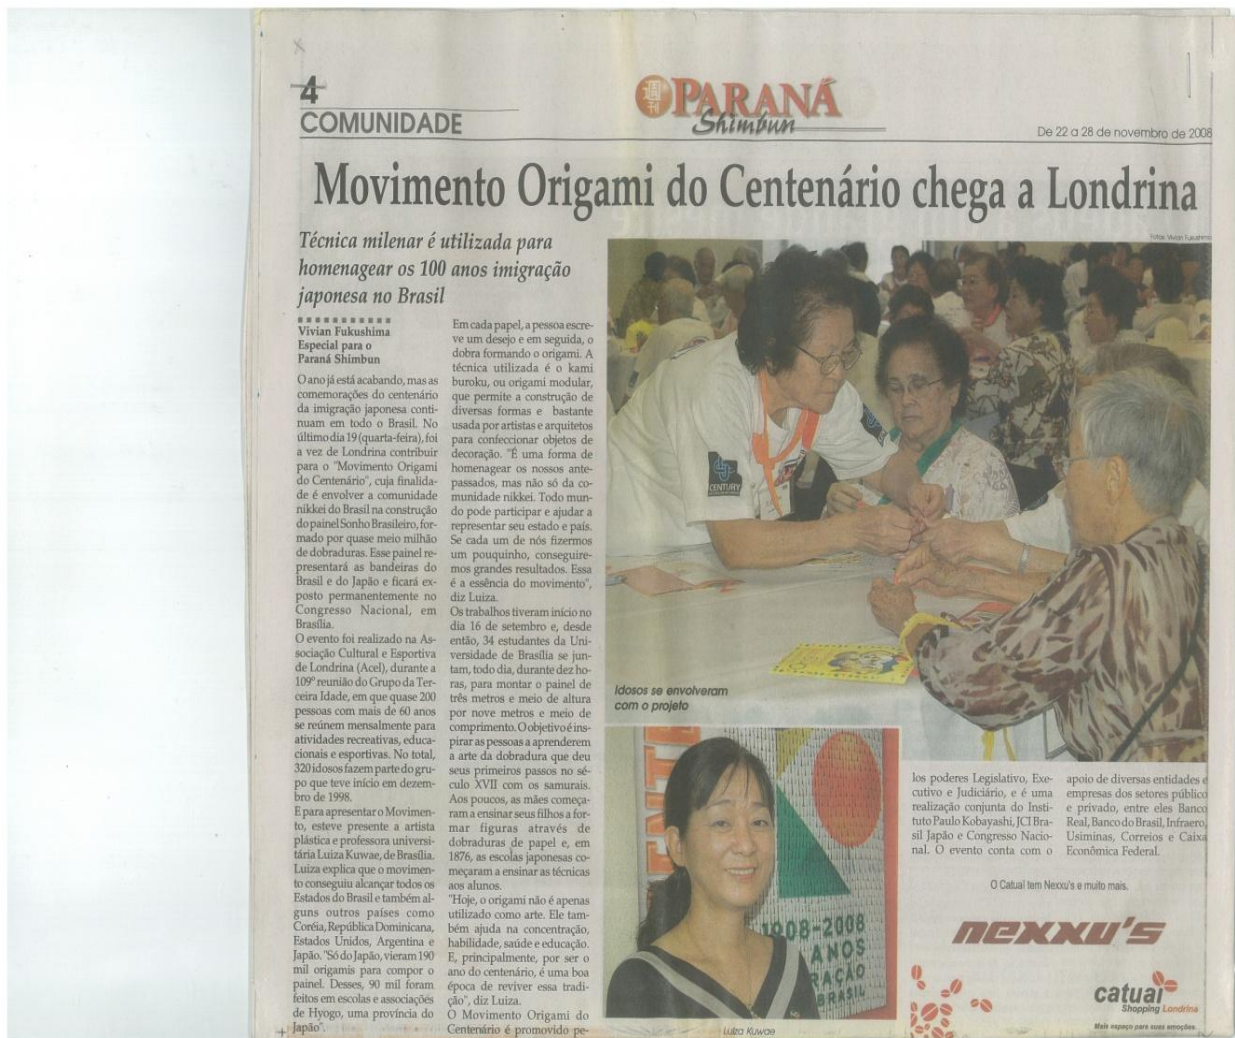 4
COMUNIDADE
週刊
PARANÁ
Shimbun
De 22 a 28 de novembro de 2008
Movimento Origami do Centenário chega a Londrina
Técnica milenar é utilizada para
homenagear os 100 anos imigração
japonesa no Brasil
Fotos: Vivian Fukushima
Vivian Fukushima
Especial para o
Paraná Shimbun
O ano já está acabando, mas as
comemorações do centenário
da imigração japonesa conti-
nuam em todo o Brasil. No
último dia 19 (quarta-feira), foi
a vez de Londrina contribuir
para o "Movimento Origami
do Centenário", cuja finalida-
de é envolver a comunidade
nikkei do Brasil na construção
do painel Sonho Brasileiro, for-
mado por quase meio milhão
de dobraduras. Esse painel re-
presentará as bandeiras do
Brasil e do Japão e ficará ex-
posto permanentemente no
Congresso Nacional, em
Brasília.
O evento foi realizado na As-
sociação Cultural e Esportiva
de Londrina (Acel), durante a
109º reunião do Grupo da Ter-
ceira Idade, em que quase 200
pessoas com mais de 60 anos
se reúnem mensalmente para
atividades recreativas, educa-
cionais e esportivas. No total,
320 idosos fazem parte do gru-
po que teve início em dezem-
bro de 1998.
E para apresentar o Movimen-
to, esteve presente a artista
plástica e professora universi-
tária Luiza Kuwae, de Brasília.
Luiza explica que o movimen-
to conseguiu alcançar todos os
Estados do Brasil e também al-
guns outros países como
Coréia, República Dominicana,
Estados Unidos, Argentina e
Japão. "Só do Japão, vieram 190
mil origamis para compor o
painel. Desses, 90 mil foram
feitos em escolas e associações
de Hyogo, uma província do
Japão".
Em cada papel, a pessoa escre-
ve um desejo e em seguida, o
dobra formando o origami. A
técnica utilizada é o kami
buroku, ou origami modular,
que permite a construção de
diversas formas e bastante
usada por artistas e arquitetos
para confeccionar objetos de
decoração. "É uma forma de
homenagear os nossos ante-
passados, mas não só da co-
munidade nikkei. Todo mun-
do pode participar e ajudar a
representar seu estado e país.
Se cada um de nós fizermos
um pouquinho, conseguire-
mos grandes resultados. Essa
é a essência do movimento",
diz Luiza.
Os trabalhos tiveram início no
dia 16 de setembro e, desde
então, 34 estudantes da Uni-
versidade de Brasília se jun-
tam, todo dia, durante dez ho-
ras, para montar o painel de
três metros e meio de altura
por nove metros e meio de
comprimento. O objetivo é ins-
pirar as pessoas a aprenderem
a arte da dobradura que deu
seus primeiros passos no sé-
culo XVII com os samurais.
Aos poucos, as mães começa-
ram a ensinar seus filhos a for-
mar figuras através de
dobraduras de papel e, em
1876, as escolas japonesas co-
meçaram a ensinar as técnicas
aos alunos.
"Hoje, o origami não é apenas
utilizado como arte. Ele tam-
bém ajuda na concentração,
habilidade, saúde e educação.
E, principalmente, por ser o
ano do centenário, é uma boa
época de reviver essa tradi-
ção", diz Luiza.
O Movimento Origami do
Centenário é promovido pe-
CENTURY
Idosos se envolveram
com o projeto
1908-2008
ANOS
RAÇÃO
BRASIL
Luiza Kuwae
los poderes Legislativo, Exe-
cutivo e Judiciário, e é uma
realização conjunta do Insti-
tuto Paulo Kobayashi, JCI Bra-
sil Japão e Congresso Nacio-
nal. O evento conta com o
apoio de diversas entidades e
empresas dos setores público
e privado, entre eles Banco
Real, Banco do Brasil, Infraero,
Usiminas, Correios e Caixa
Econômica Federal.
O Catuaí tem Nexxu's e muito mais.
nexxu's
catuaí
Shopping Londrina
Mais espaço para suas emoções